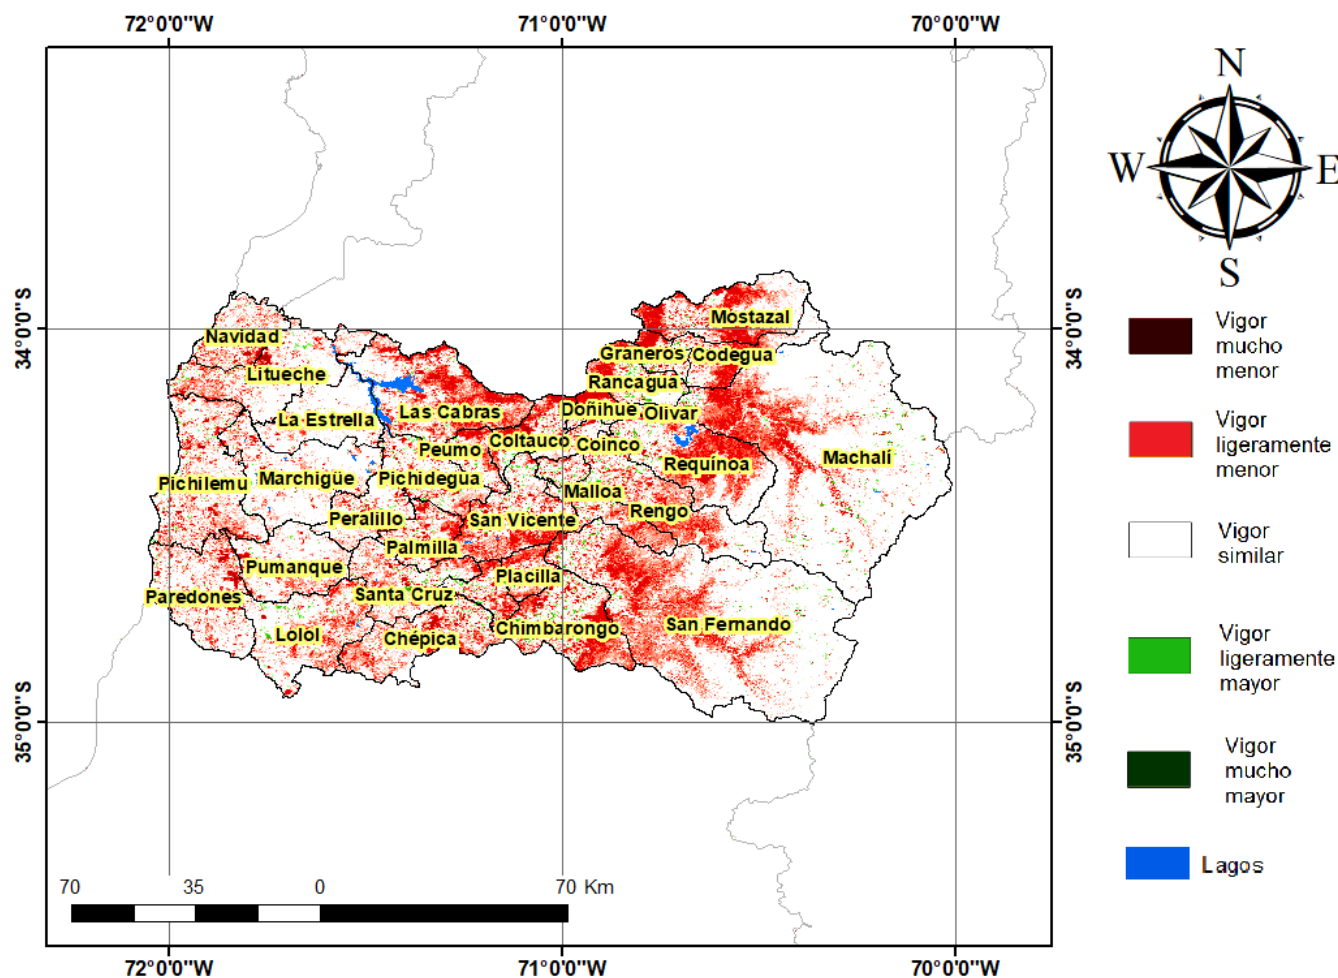 72°0'0"W
71°0'0"W
70°0'0"W
N
W
E
S
34°0'0"S
34°0'0"S
35°0'0"S
35°0'0"S
Mostazal
Navidad
Graneros
Codegua
Litueche
Rancagua
La Estrella
Las Cabras
Doñihue
Olivar
Coltauco
Coinco
Peumo
Requinoa
Machalí
Pichilemu
Marchigüe
Pichidegua
Malloa
Rengo
Peralillo
San Vicente
Palmilla
Pumanque
Placilla
Paredones
Santa Cruz
Lolol
Chépica
Chimbarongo
San Fernando
Vigor
mucho
menor
Vigor
ligeramente
menor
Vigor
similar
Vigor
ligeramente
mayor
Vigor
mucho
mayor
Lagos
70
35
0
70 Km
72°0'0"W
71°0'0"W
70°0'0"W